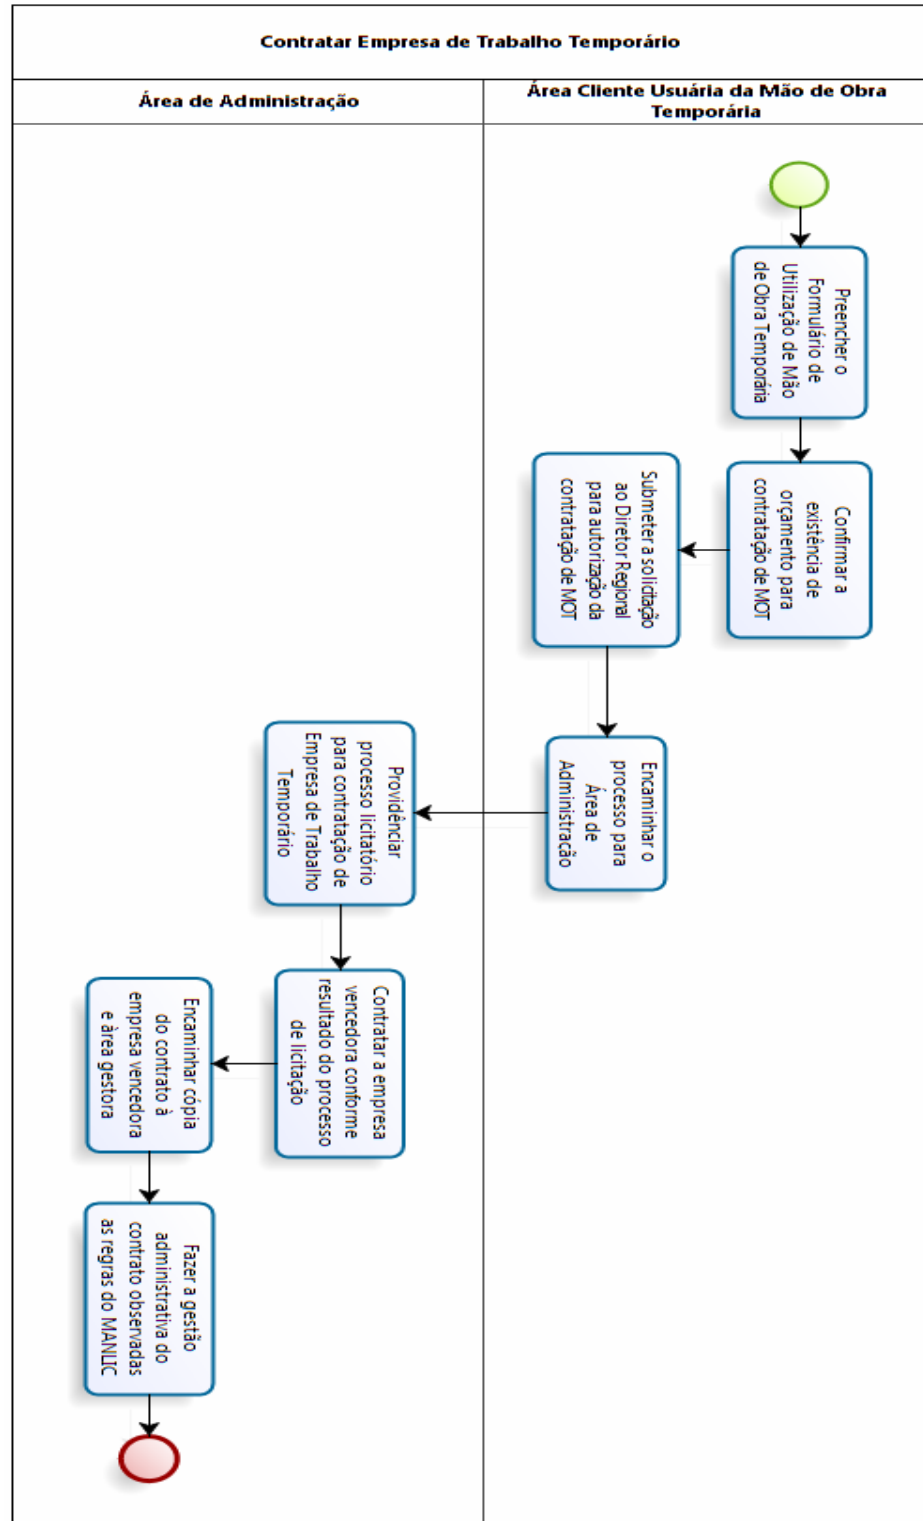 Contratar Empresa de Trabalho Temporário
Área de Administração
Área Cliente Usuária da Mão de Obra
Temporária
Preencher o
Formulário de
Utilização de Mão
de Obra Temporária
Confirmar a
existência de
orçamento para
contratação de MOT
Submeter a solicitação
ao Diretor Regional
para autorização da
contratação de MOT
Encaminhar o
processo para
Área de
Administração
Providênciar
processo licitatório
para contratação de
Empresa de Trabalho
Temporário
Contratar a empresa
vencedora conforme
resultado do processo
de licitação
Encaminhar cópia
do contrato à
empresa vencedora
e àrea gestora
Fazer a gestão
administrativa do
contrato observadas
as regras do MANLIC